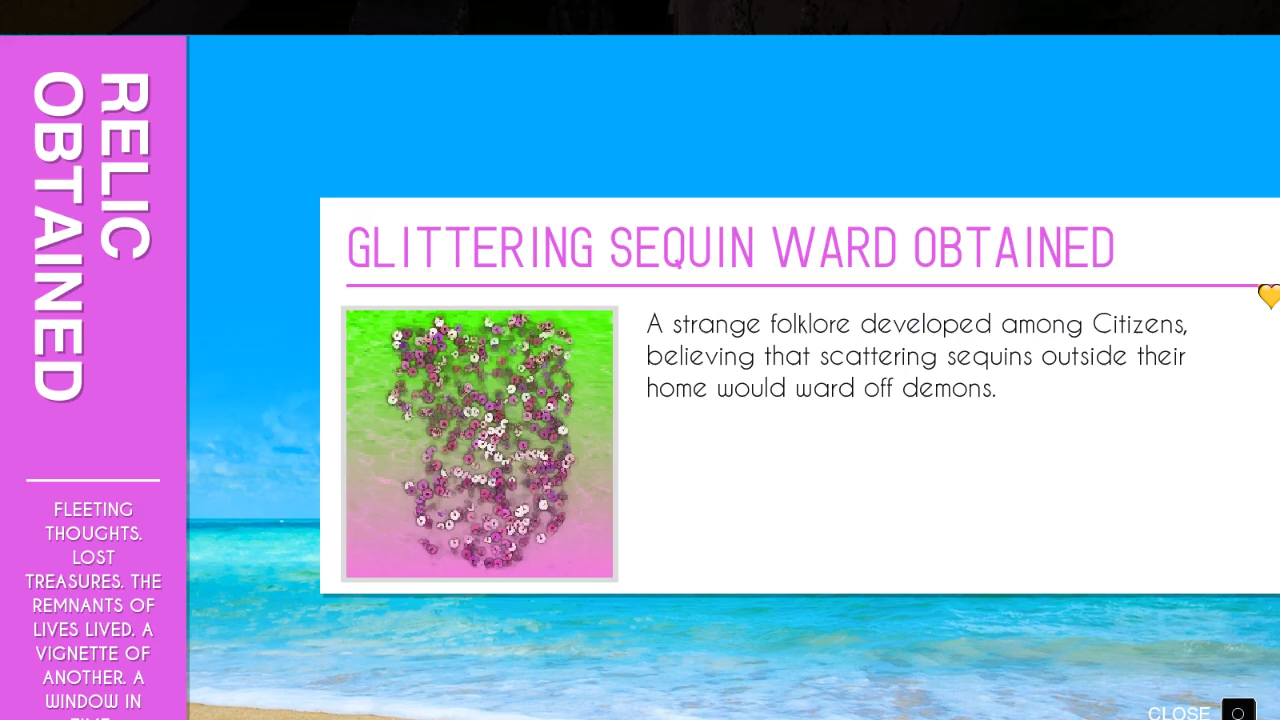 RELIC
OBTAINED
FLEETING
THOUGHTS.
LOST
TREASURES. THE
REMNANTS OF
LIVES LIVED. A
VIGNETTE OF
ANOTHER. A
WINDOW IN
GLITTERING SEQUIN WARD OBTAINED
A strange folklore developed among Citizens,
believing that scattering sequins outside their
home would ward off demons.
CLOSE